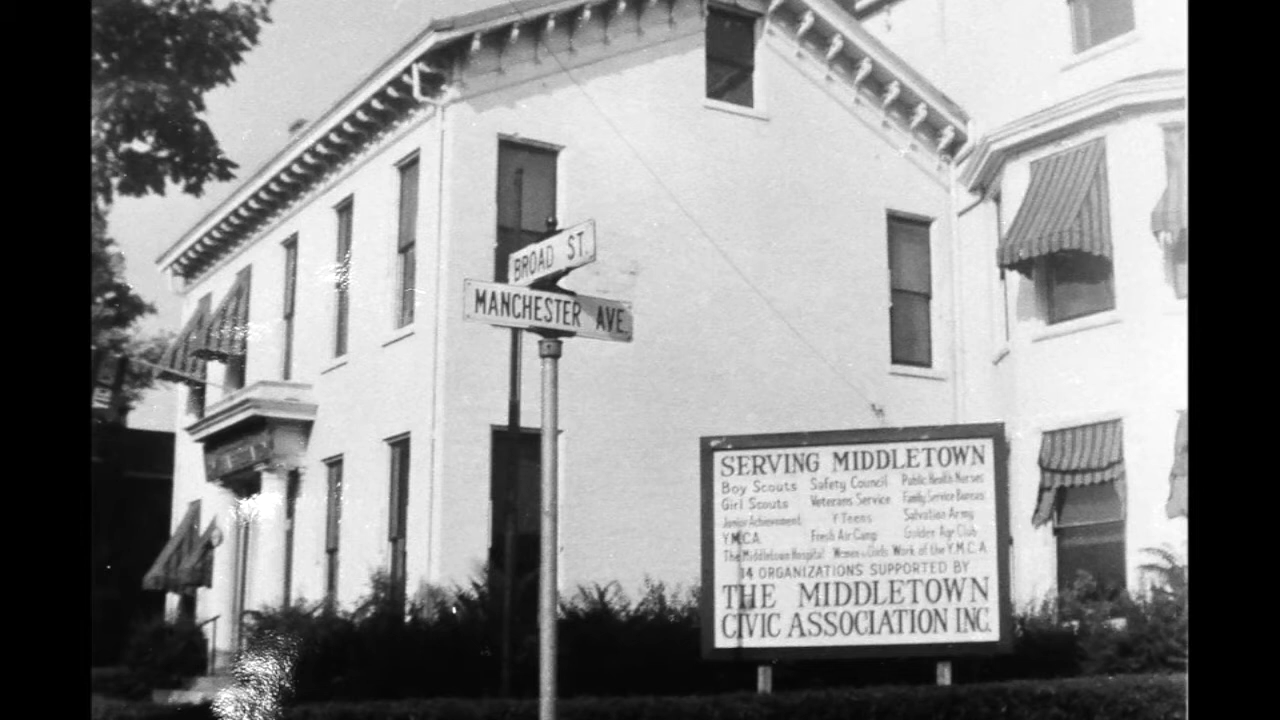 BROAD ST.
MANCHESTER AVE.
SERVING MIDDLETOWN
Boy Scouts Safety Council Public Health Nurses
Girl Scouts Veterans Service Family Service Bureau
Junior Achievement Y Teens Salvation Army
YMCA Fresh Air Camp Golden Age Club
The Middletown Hospital Women & Girls Work of the Y.M.C.A.
14 ORGANIZATIONS SUPPORTED BY
THE MIDDLETOWN
CIVIC ASSOCIATION INC.